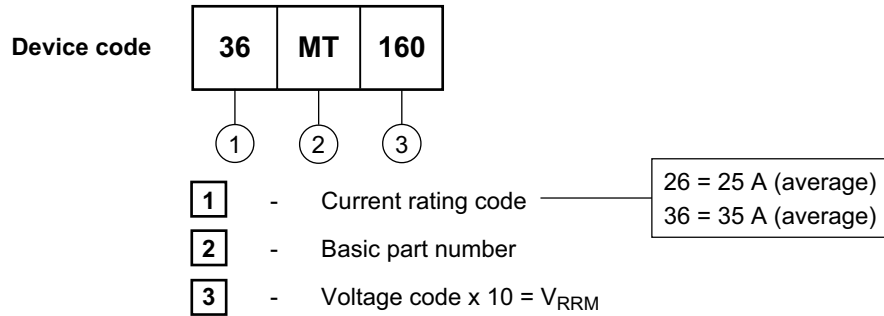 Device code 36 MT 160
1 2 3
1 - Current rating code
26 = 25 A (average)
36 = 35 A (average)
2 - Basic part number
3 - Voltage code x 10 = VRRM